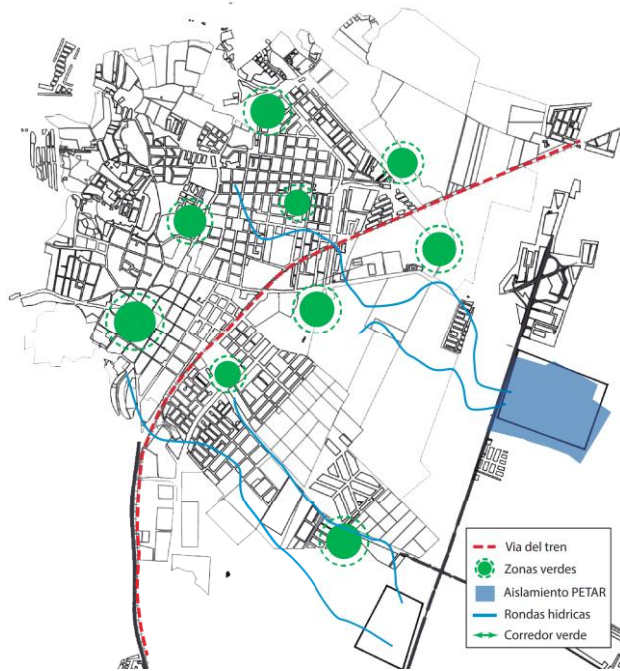 Via del tren
Zonas verdes
Aislamiento PETAR
Rondas hidricas
Corredor verde